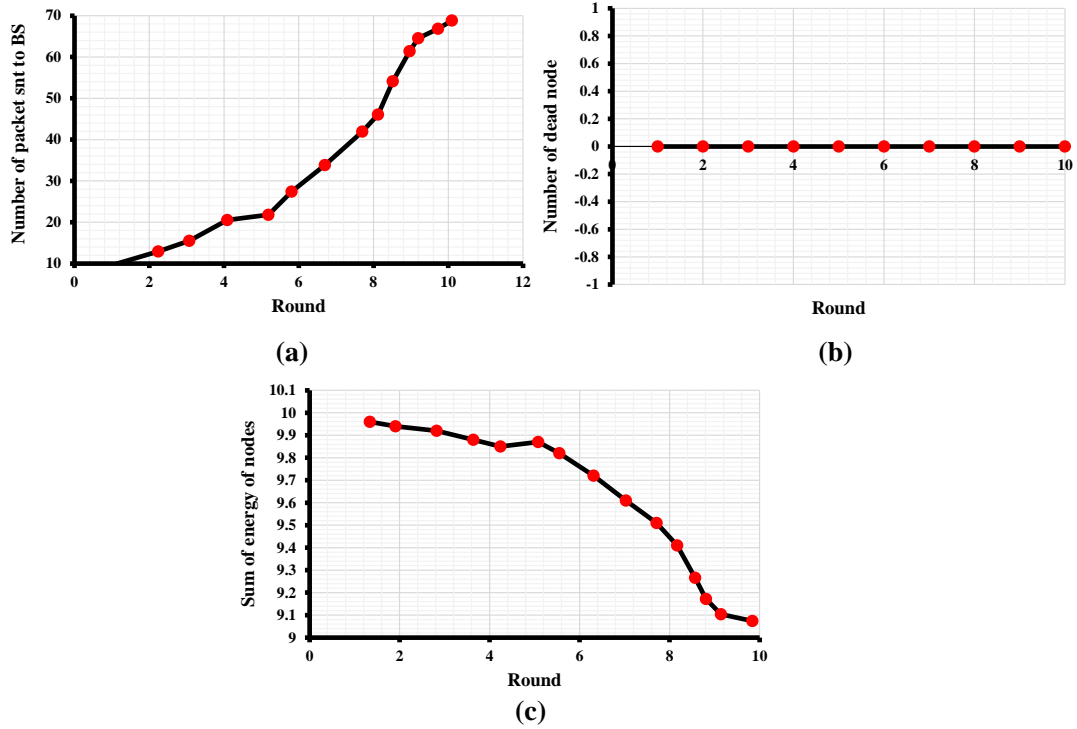 Number of packet snt to BS
70
60
50
40
30
20
10
0 2 4 6 8 10 12
Round
(a)
Number of dead node
1
0.8
0.6
0.4
0.2
0
-0.2
-0.4
-0.6
-0.8
-1
0 2 4 6 8 10
Round
(b)
Sum of energy of nodes
10.1
10
9.9
9.8
9.7
9.6
9.5
9.4
9.3
9.2
9.1
9
0 2 4 6 8 10
Round
(c)